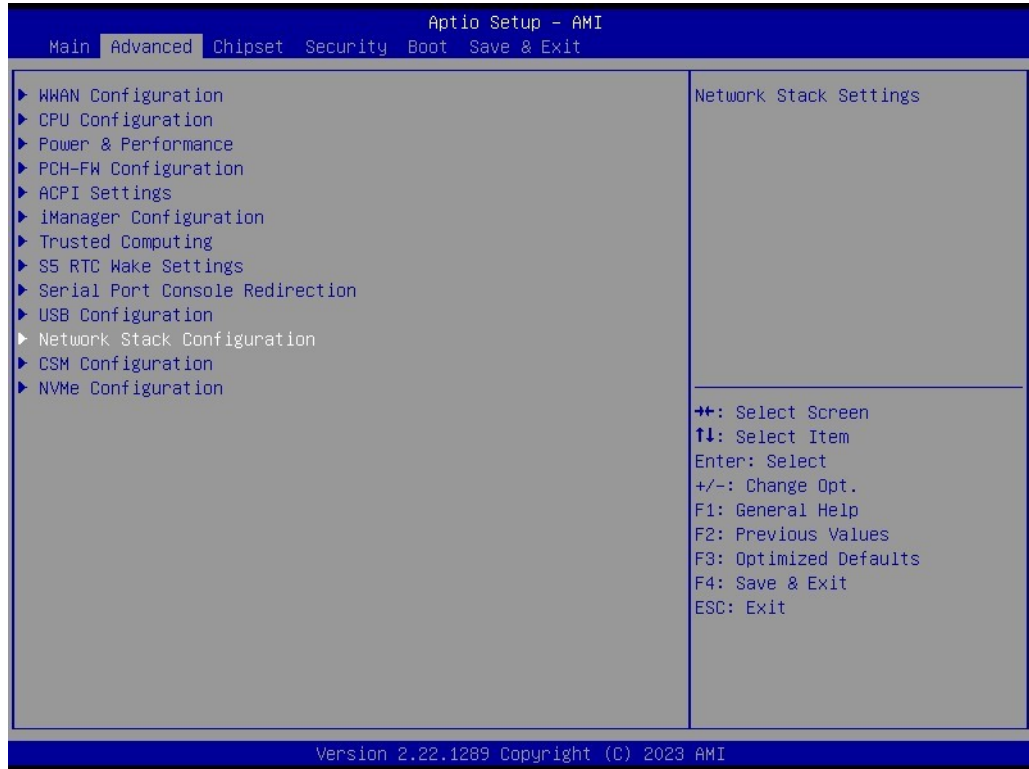 Aptio Setup – AMI
Main Advanced Chipset Security Boot Save & Exit
▶ WWAN Configuration
▶ CPU Configuration
▶ Power & Performance
▶ PCH-FW Configuration
▶ ACPI Settings
▶ iManager Configuration
▶ Trusted Computing
▶ S5 RTC Wake Settings
▶ Serial Port Console Redirection
▶ USB Configuration
▶ Network Stack Configuration
▶ CSM Configuration
▶ NVMe Configuration
Network Stack Settings
→←: Select Screen
↑↓: Select Item
Enter: Select
+/-: Change Opt.
F1: General Help
F2: Previous Values
F3: Optimized Defaults
F4: Save & Exit
ESC: Exit
Version 2.22.1289 Copyright (C) 2023 AMI